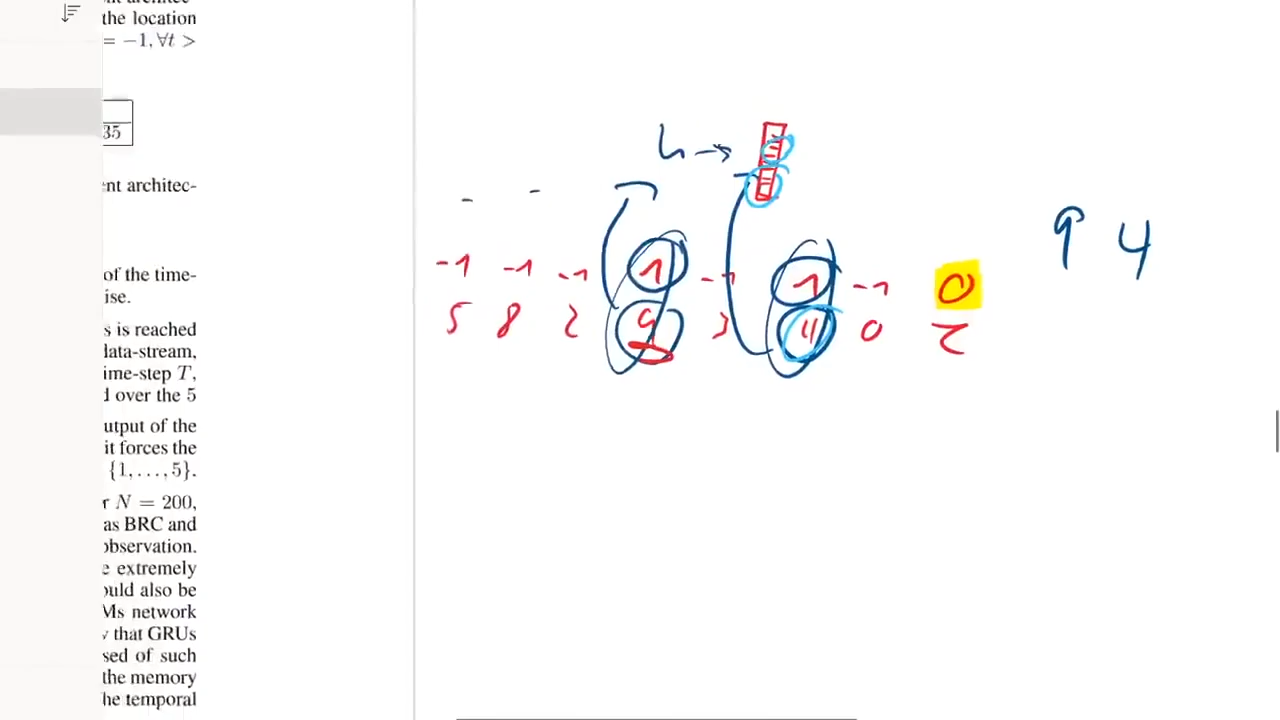 the location
= −1, ∀t >
35
nt architec-
of the time-
ise.
s is reached
data-stream,
ime-step T,
d over the 5
utput of the
it forces the
{1, . . . , 5}.
r N = 200,
as BRC and
observation.
e extremely
ould also be
Ms network
v that GRUs
sed of such
the memory
he temporal
h →
- -
9 4
-1 -1 -1 1 -1 1 -1 0
5 8 2 9 3 4 0 2